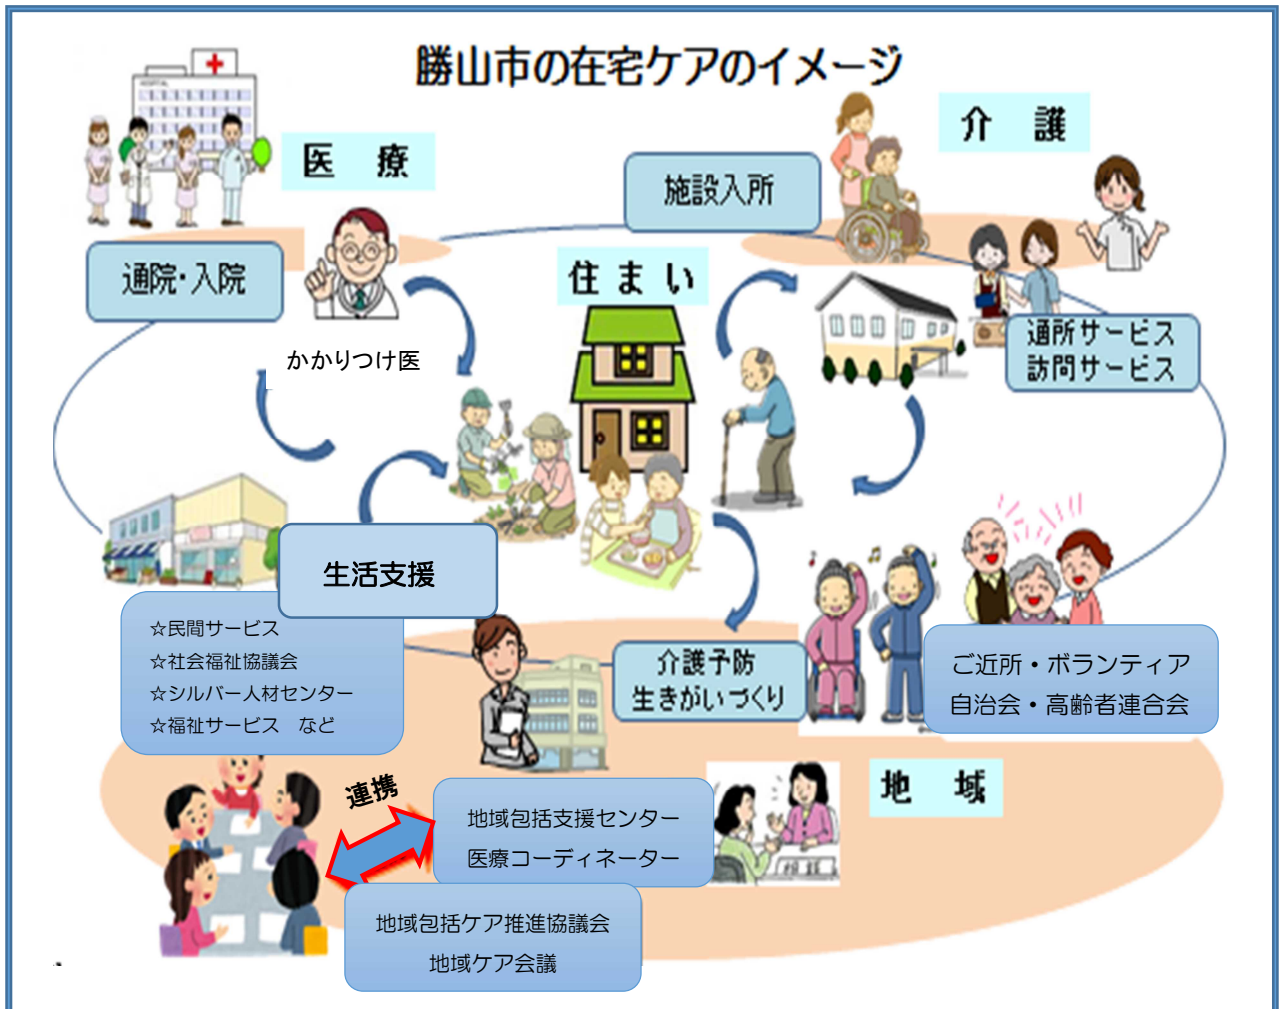 勝山市の在宅ケアのイメージ
介 護
医 療
施設入所
通院・入院
住 ま い
かかりつけ医
通所サービス
訪問サービス
生活支援
☆民間サービス
☆社会福祉協議会
☆シルバー人材センター
☆福祉サービス など
介護予防
生きがいづくり
ご近所・ボランティア
自治会・高齢者連合会
地 域
連携
地域包括支援センター
医療コーディネーター
相談
地域包括ケア推進協議会
地域ケア会議